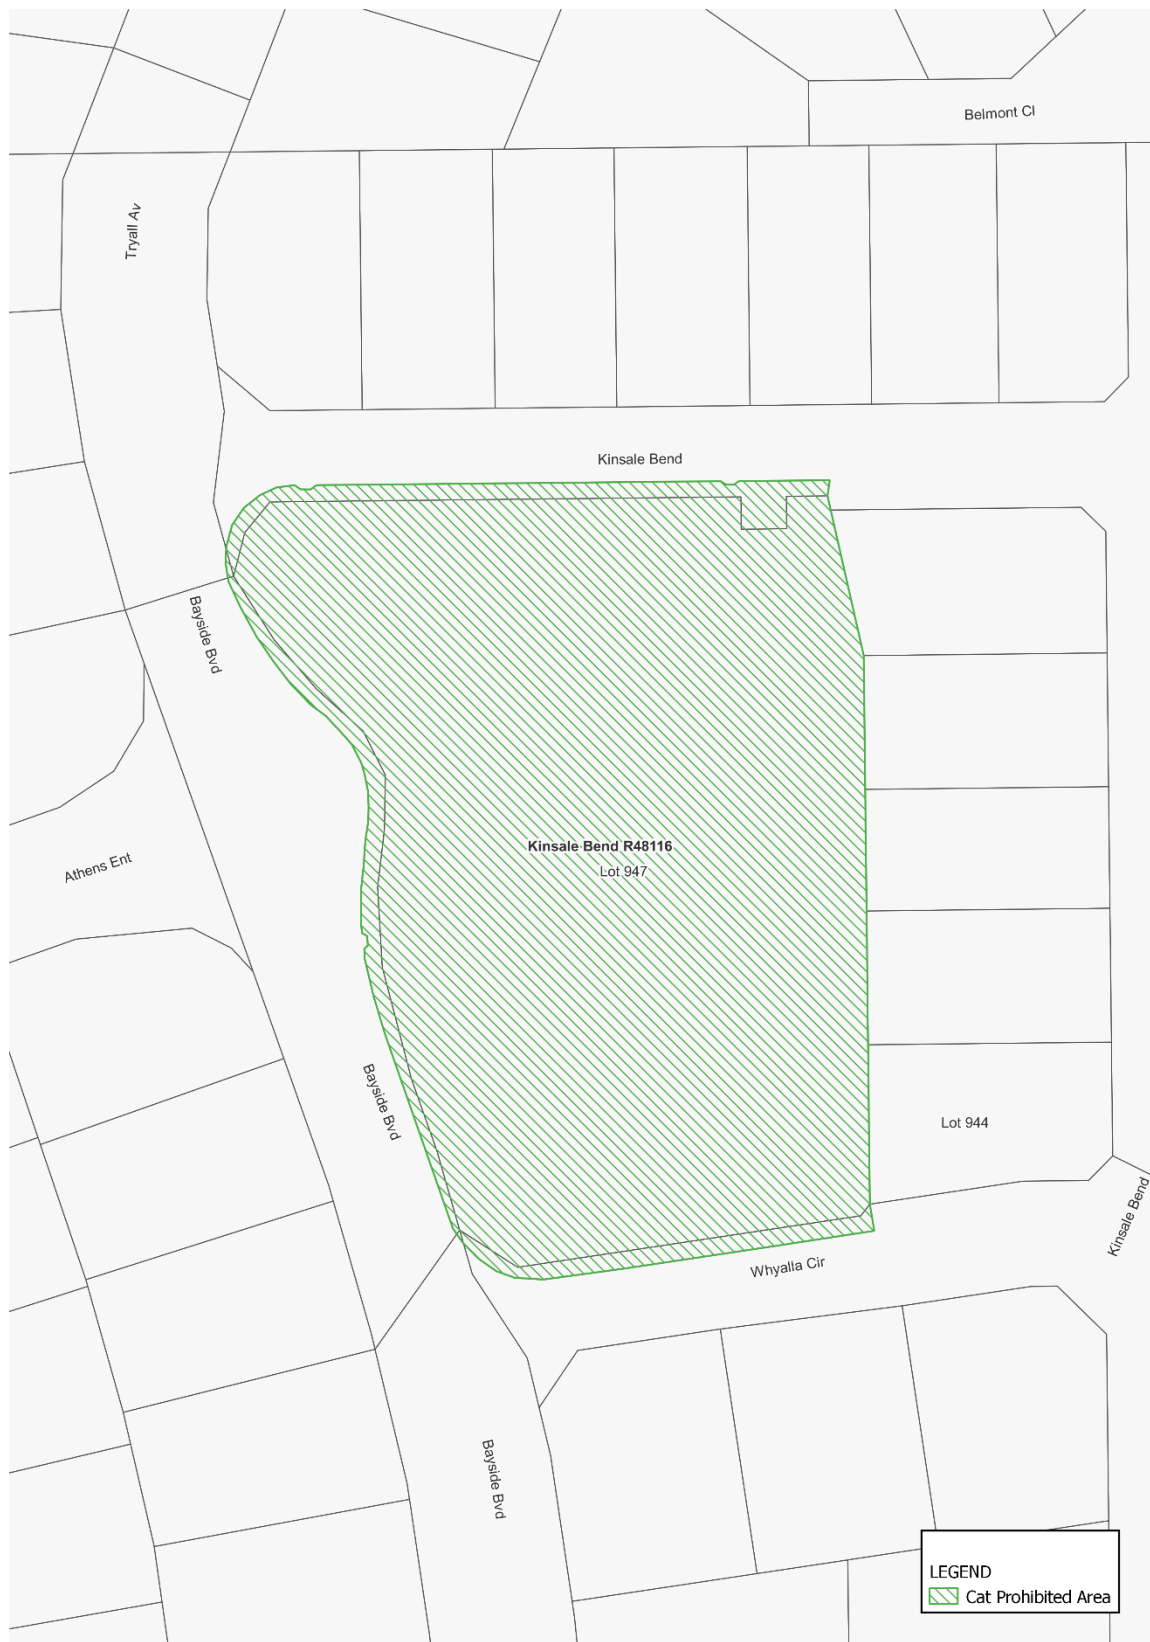 Belmont Cl
Tryall Av
Kinsale Bend
Bayside Bvd
Kinsale Bend R48116
Lot 947
Athens Ent
Bayside Bvd
Lot 944
Kinsale Bend
Whyalla Cir
Bayside Bvd
LEGEND
Cat Prohibited Area